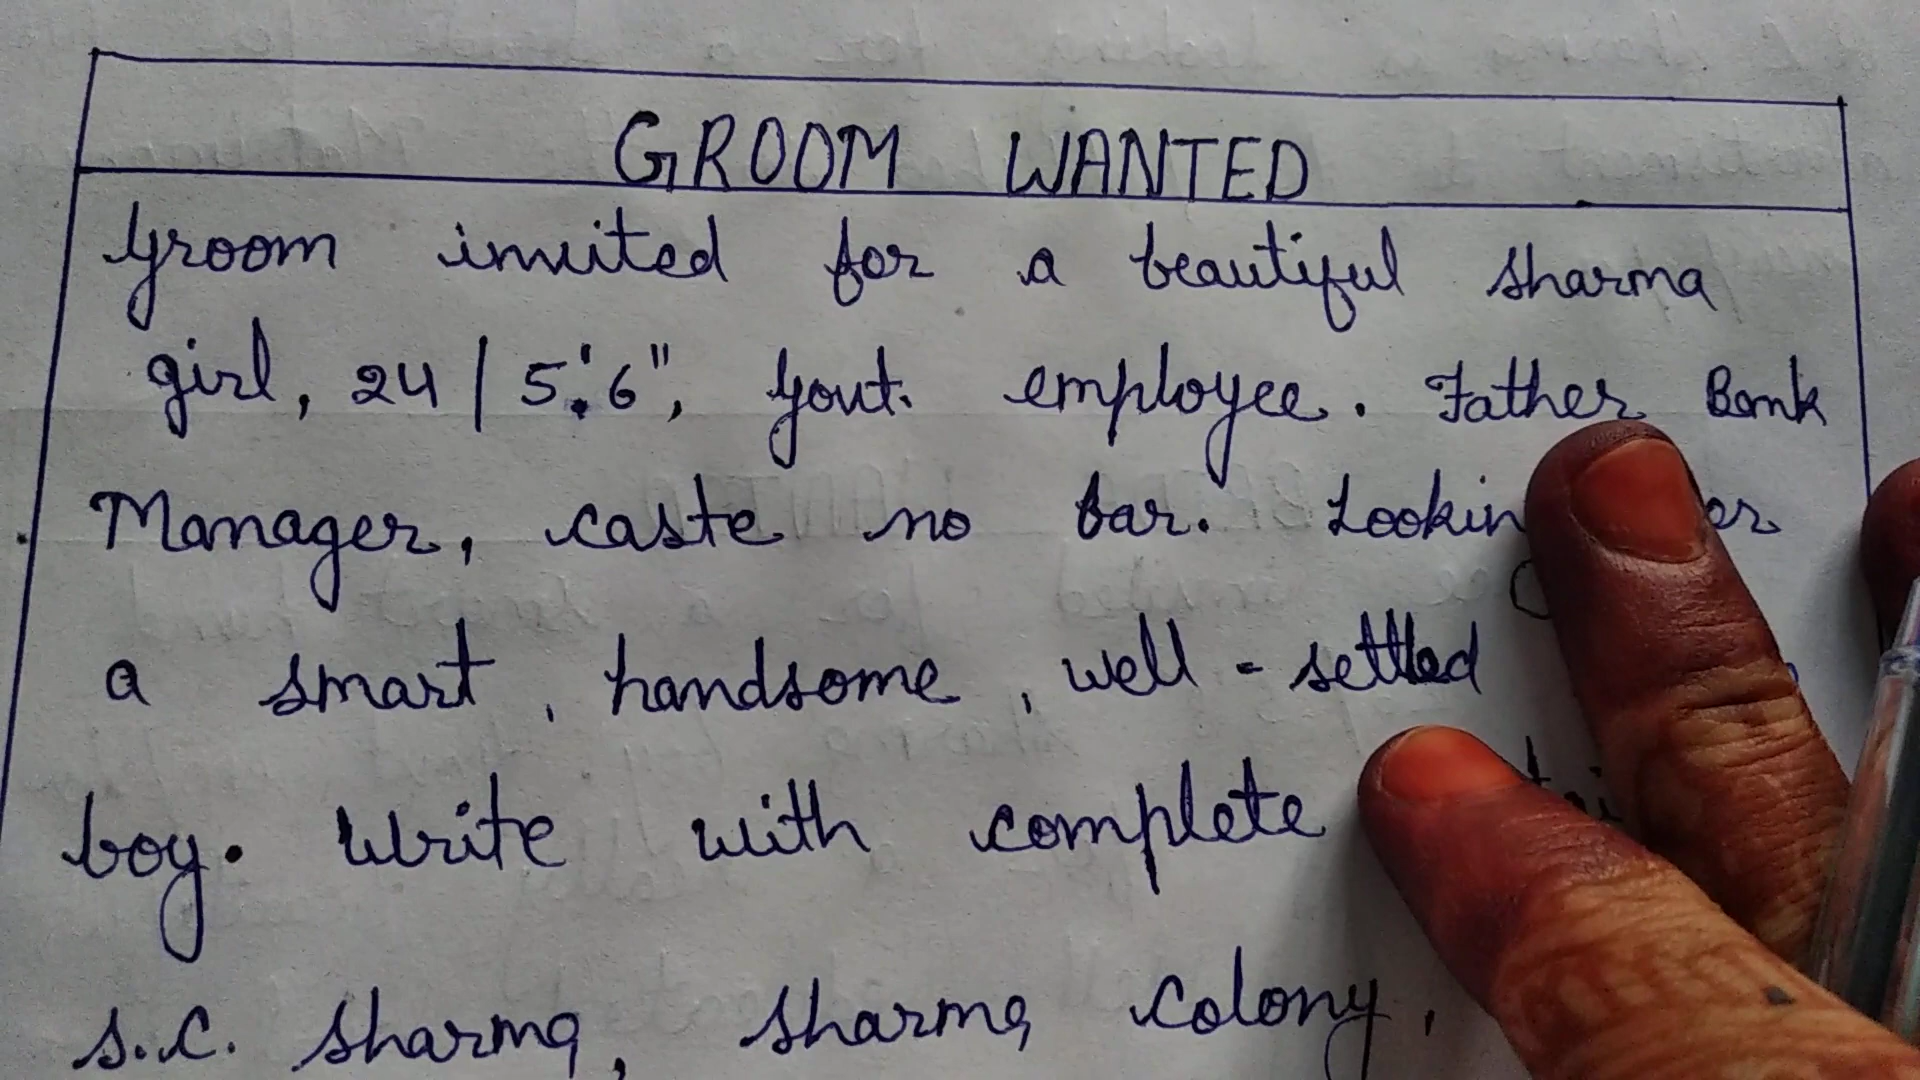 GROOM WANTED
Groom invited for a beautiful Sharma
girl, 24 / 5':6", Govt. employee. Father Bank
Manager, caste no bar. Looking
a smart, handsome, well-settled
boy. Write with complete
S.C. Sharma, Sharma Colony,